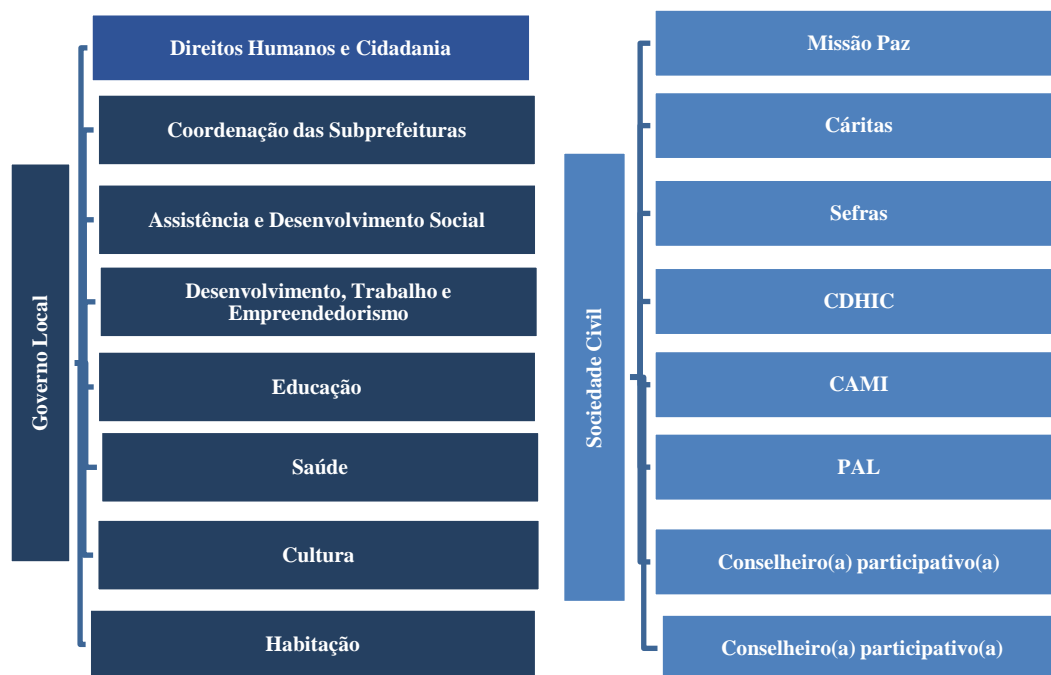 Governo Local
Direitos Humanos e Cidadania
Coordenação das Subprefeituras
Assistência e Desenvolvimento Social
Desenvolvimento, Trabalho e
Empreendedorismo
Educação
Saúde
Cultura
Habitação
Sociedade Civil
Missão Paz
Cáritas
Sefras
CDHIC
CAMI
PAL
Conselheiro(a) participativo(a)
Conselheiro(a) participativo(a)